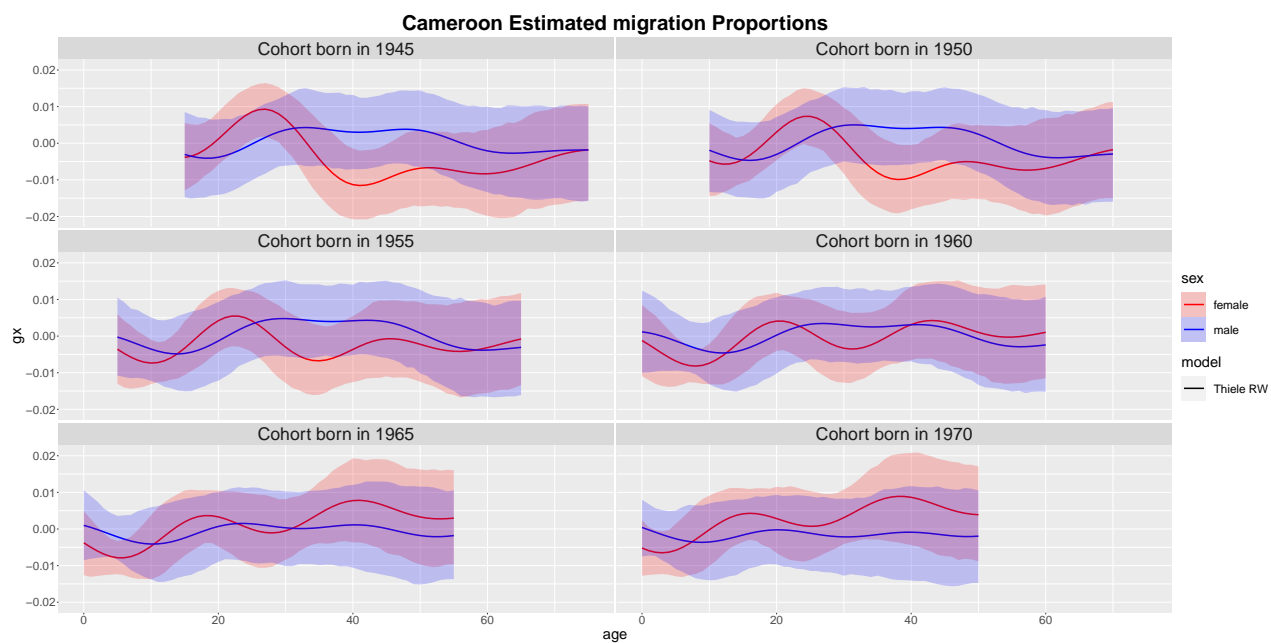 Cameroon Estimated migration Proportions
Cohort born in 1945
Cohort born in 1950
0.02
0.01
0.00
−0.01
−0.02
Cohort born in 1955
Cohort born in 1960
0.02
0.01
0.00
−0.01
−0.02
Cohort born in 1965
Cohort born in 1970
0.02
0.01
0.00
−0.01
−0.02
0 20 40 60 0 20 40 60
age
gx
sex
female
male
model
Thiele RW